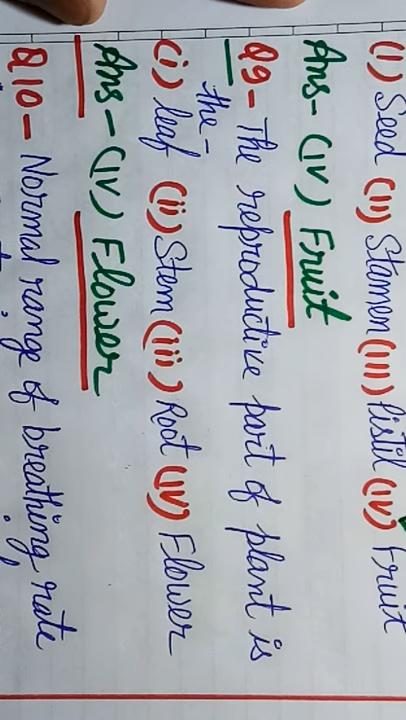 (i) Seed (ii) Stamen (iii) Pistil (iv) Fruit
Ans- (iv) Fruit
Q9- The reproductive part of plant is
the-
(i) leaf (ii) Stem (iii) Root (iv) Flower
Ans- (iv) Flower
Q10- Normal range of breathing rate